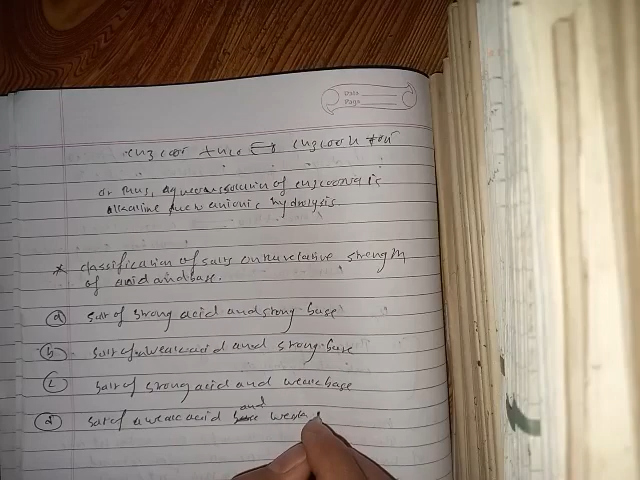 Date
Page
CH3COO⁻ + H2O ⇌ CH3COOH + OH⁻
or thus, aqueous solution of CH3COONa is
alkaline due to anionic hydrolysis
* classification of salts on the relative strength
of acid and base.
(a) salt of strong acid and strong base
(b) salt of weak acid and strong base
(c) salt of strong acid and weak base
(d) salt of a weak acid and weak